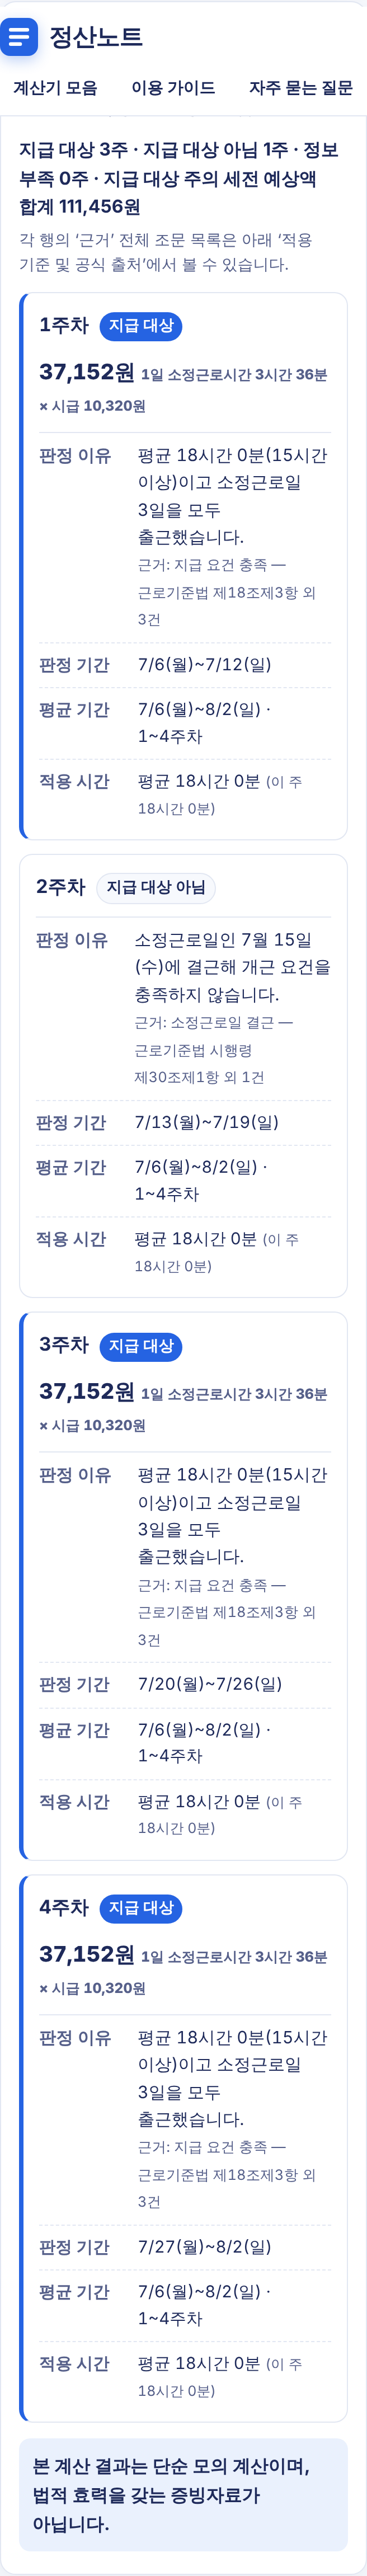 정산노트
계산기 모음 이용 가이드 자주 묻는 질문
지급 대상 3주 · 지급 대상 아님 1주 · 정보
부족 0주 · 지급 대상 주의 세전 예상액
합계 111,456원
각 행의 ‘근거’ 전체 조문 목록은 아래 ‘적용
기준 및 공식 출처’에서 볼 수 있습니다.
1주차 지급 대상
37,152원 1일 소정근로시간 3시간 36분
× 시급 10,320원
판정 이유 평균 18시간 0분(15시간
이상)이고 소정근로일
3일을 모두
출근했습니다.
근거: 지급 요건 충족 —
근로기준법 제18조제3항 외
3건
판정 기간 7/6(월)~7/12(일)
평균 기간 7/6(월)~8/2(일) ·
1~4주차
적용 시간 평균 18시간 0분 (이 주
18시간 0분)
2주차 지급 대상 아님
판정 이유 소정근로일인 7월 15일
(수)에 결근해 개근 요건을
충족하지 않습니다.
근거: 소정근로일 결근 —
근로기준법 시행령
제30조제1항 외 1건
판정 기간 7/13(월)~7/19(일)
평균 기간 7/6(월)~8/2(일) ·
1~4주차
적용 시간 평균 18시간 0분 (이 주
18시간 0분)
3주차 지급 대상
37,152원 1일 소정근로시간 3시간 36분
× 시급 10,320원
판정 이유 평균 18시간 0분(15시간
이상)이고 소정근로일
3일을 모두
출근했습니다.
근거: 지급 요건 충족 —
근로기준법 제18조제3항 외
3건
판정 기간 7/20(월)~7/26(일)
평균 기간 7/6(월)~8/2(일) ·
1~4주차
적용 시간 평균 18시간 0분 (이 주
18시간 0분)
4주차 지급 대상
37,152원 1일 소정근로시간 3시간 36분
× 시급 10,320원
판정 이유 평균 18시간 0분(15시간
이상)이고 소정근로일
3일을 모두
출근했습니다.
근거: 지급 요건 충족 —
근로기준법 제18조제3항 외
3건
판정 기간 7/27(월)~8/2(일)
평균 기간 7/6(월)~8/2(일) ·
1~4주차
적용 시간 평균 18시간 0분 (이 주
18시간 0분)
본 계산 결과는 단순 모의 계산이며,
법적 효력을 갖는 증빙자료가
아닙니다.